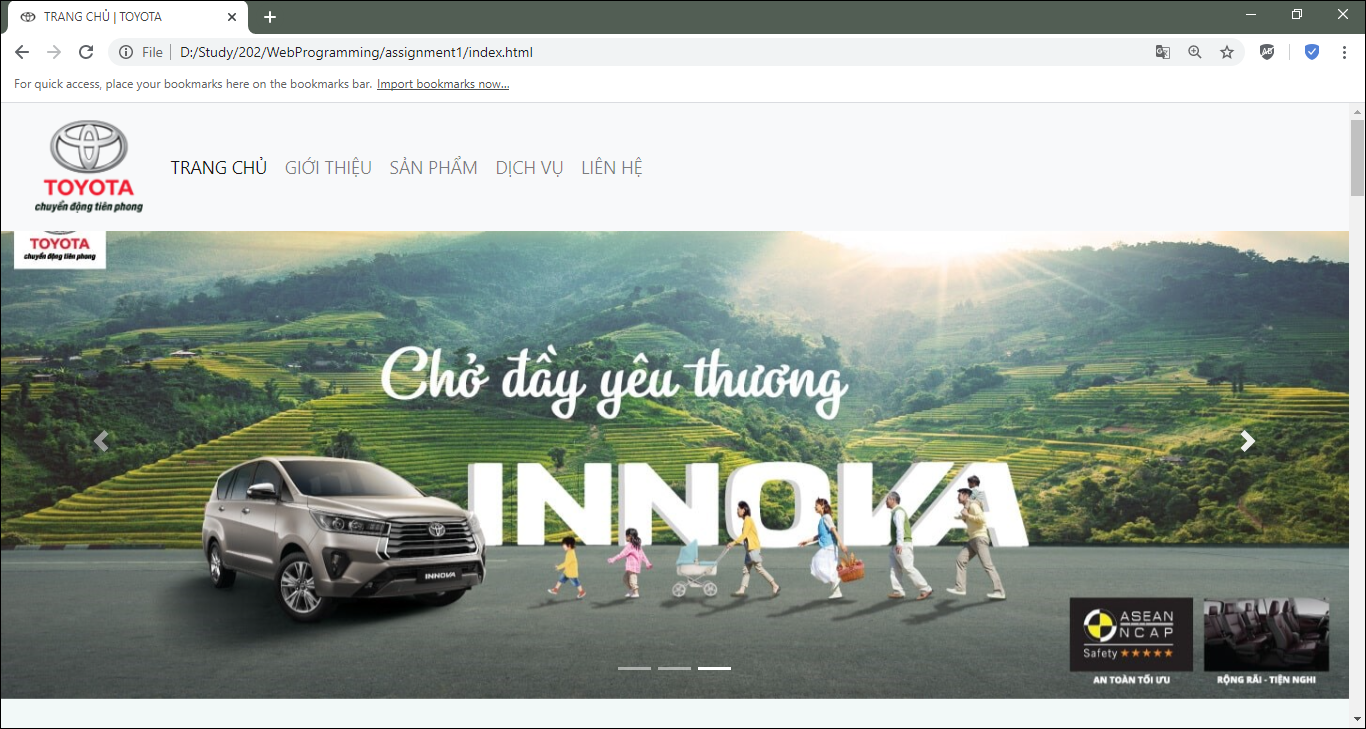 TRANG CHỦ | TOYOTA
File
D:/Study/202/WebProgramming/assignment1/index.html
For quick access, place your bookmarks here on the bookmarks bar. Import bookmarks now...
TOYOTA
chuyển động tiên phong
TRANG CHỦ GIỚI THIỆU SẢN PHẨM DỊCH VỤ LIÊN HỆ
TOYOTA
chuyển động tiên phong
Chở đầy yêu thương
INNOVA
INNOVA
ASEAN
NCAP
Safety ★★★★★
AN TOÀN TỐI ƯU
RỘNG RÃI - TIỆN NGHI